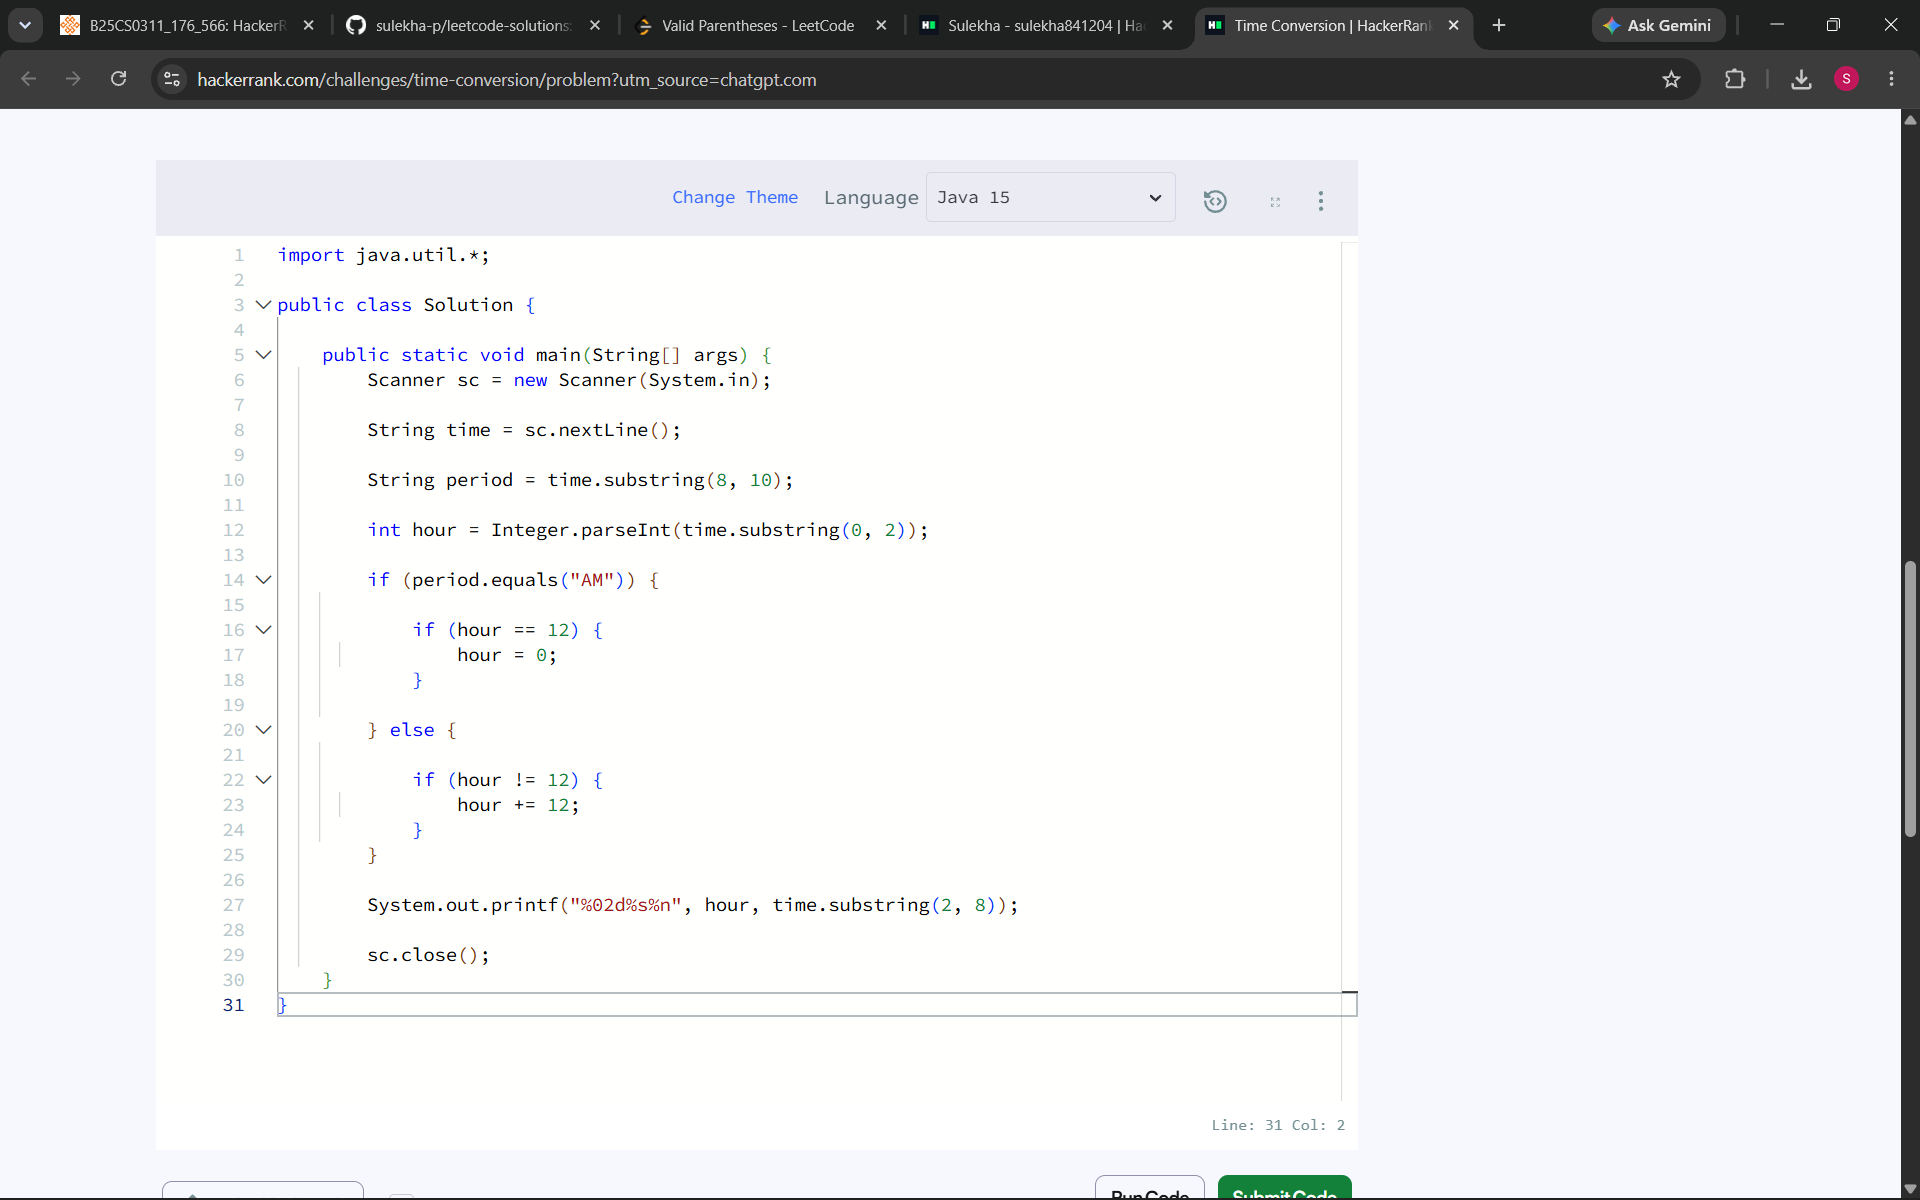 B25CS0311_176_566: HackerR
sulekha-p/leetcode-solutions:
Valid Parentheses - LeetCode
Sulekha - sulekha841204 | Ha
Time Conversion | HackerRank
Ask Gemini
hackerrank.com/challenges/time-conversion/problem?utm_source=chatgpt.com
S
Change Theme Language Java 15
1 import java.util.*;
2
3 public class Solution {
4
5 public static void main(String[] args) {
6 Scanner sc = new Scanner(System.in);
7
8 String time = sc.nextLine();
9
10 String period = time.substring(8, 10);
11
12 int hour = Integer.parseInt(time.substring(0, 2));
13
14 if (period.equals("AM")) {
15
16 if (hour == 12) {
17 hour = 0;
18 }
19
20 } else {
21
22 if (hour != 12) {
23 hour += 12;
24 }
25 }
26
27 System.out.printf("%02d%s%n", hour, time.substring(2, 8));
28
29 sc.close();
30 }
31 }
Line: 31 Col: 2
Run Code
Submit Code